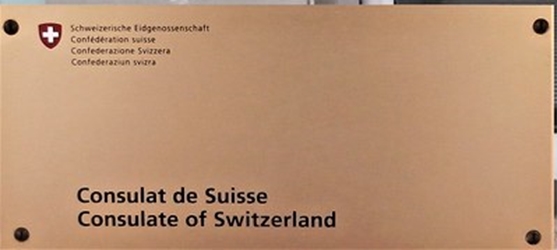 Schweizerische Eidgenossenschaft
Confédération suisse
Confederazione Svizzera
Confederaziun svizra
Consulat de Suisse
Consulate of Switzerland